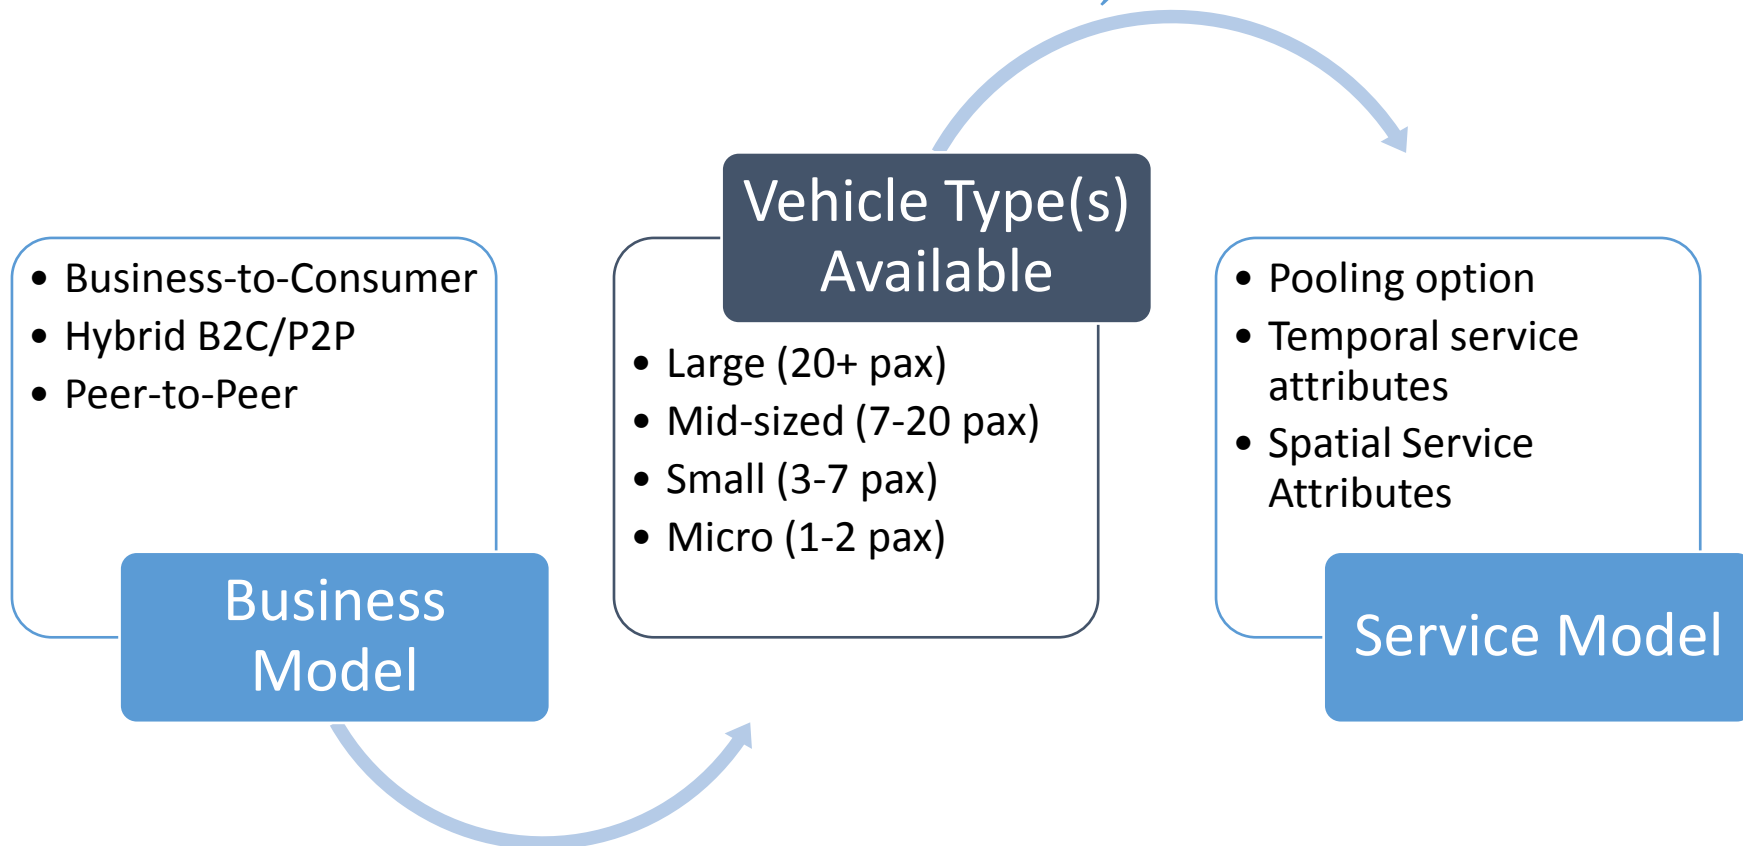 • Business-to-Consumer
• Hybrid B2C/P2P
• Peer-to-Peer
Business
Model
Vehicle Type(s)
Available
• Large (20+ pax)
• Mid-sized (7-20 pax)
• Small (3-7 pax)
• Micro (1-2 pax)
• Pooling option
• Temporal service
attributes
• Spatial Service
Attributes
Service Model